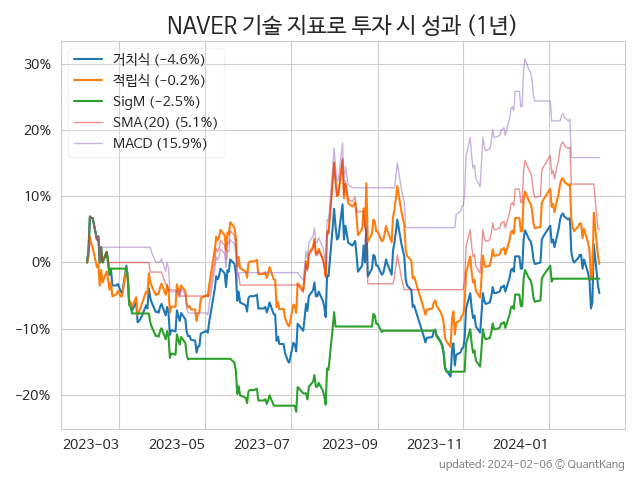 NAVER 기술 지표로 투자 시 성과 (1년)
거치식 (−4.6%)
적립식 (−0.2%)
SigM (−2.5%)
SMA(20) (5.1%)
MACD (15.9%)
30%
20%
10%
0%
−10%
−20%
2023-03
2023-05
2023-07
2023-09
2023-11
2024-01
updated: 2024-02-06 © QuantKang